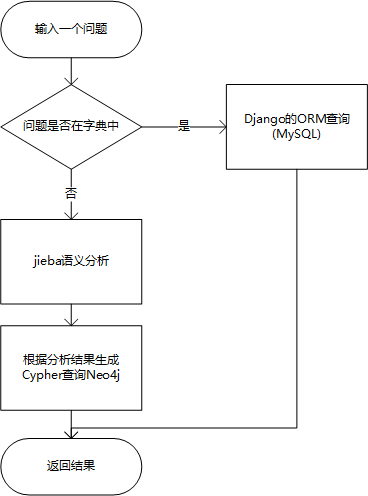 输入一个问题
问题是否在字典中
是
Django的ORM查询
(MySQL)
否
jieba语义分析
根据分析结果生成
Cypher查询Neo4j
返回结果